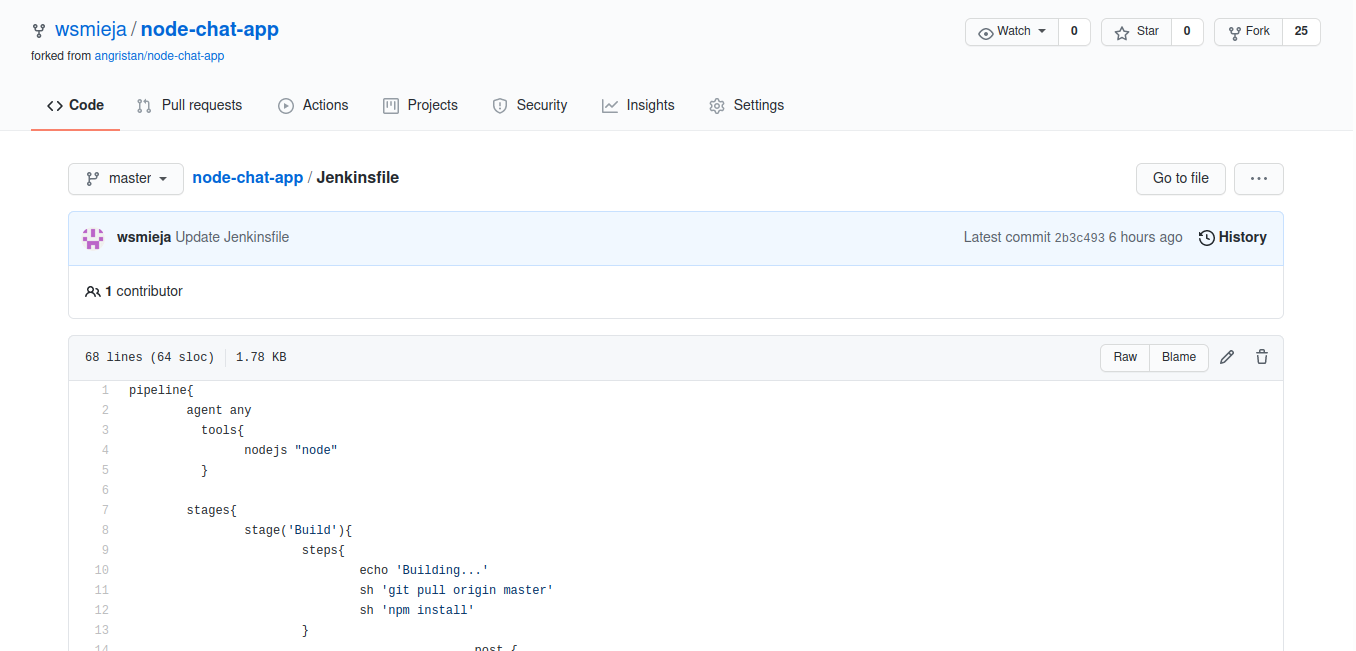 wsmieja / node-chat-app
Watch 0 Star 0 Fork 25
forked from angristan/node-chat-app
Code Pull requests Actions Projects Security Insights Settings
master node-chat-app / Jenkinsfile Go to file ...
wsmieja Update Jenkinsfile Latest commit 2b3c493 6 hours ago History
1 contributor
68 lines (64 sloc) 1.78 KB Raw Blame
1 pipeline{
2 agent any
3 tools{
4 nodejs "node"
5 }
6
7 stages{
8 stage('Build'){
9 steps{
10 echo 'Building...'
11 sh 'git pull origin master'
12 sh 'npm install'
13 }
14 post {